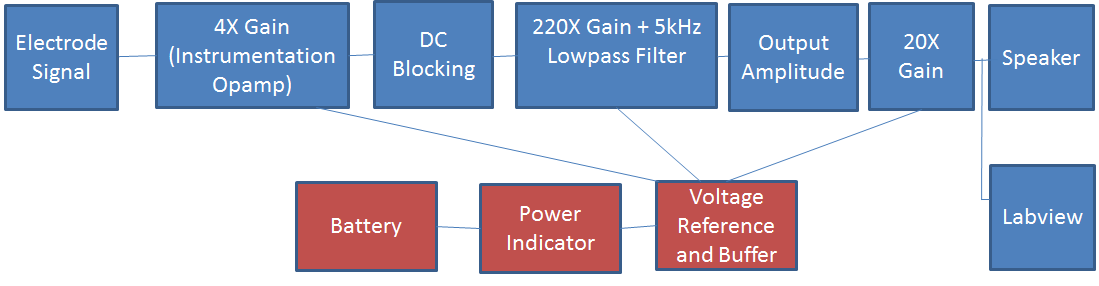 Electrode
Signal
4X Gain
(Instrumentation
Opamp)
DC
Blocking
220X Gain + 5kHz
Lowpass Filter
Output
Amplitude
20X
Gain
Speaker
Battery
Power
Indicator
Voltage
Reference
and Buffer
Labview